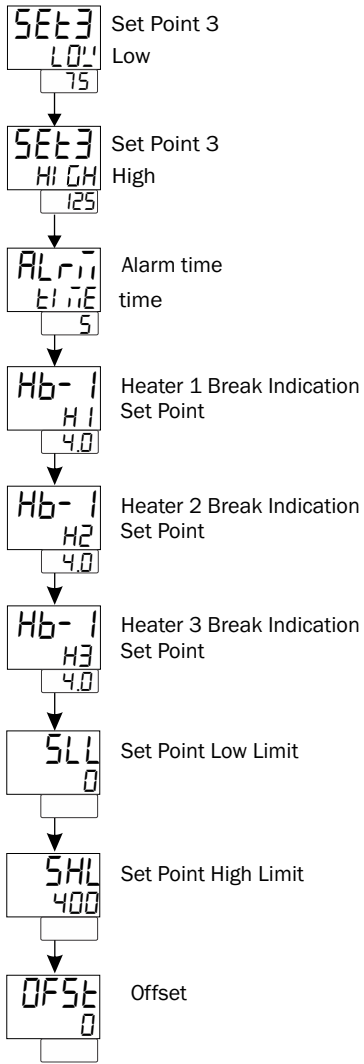 SEt3 Set Point 3
LOW Low
75
SEt3 Set Point 3
HIGH High
125
ALrm Alarm time
tImE time
5
Hb-1 Heater 1 Break Indication
H1 Set Point
4.0
Hb-1 Heater 2 Break Indication
H2 Set Point
4.0
Hb-1 Heater 3 Break Indication
H3 Set Point
4.0
SLL Set Point Low Limit
0
SHL Set Point High Limit
400
OFSt Offset
0